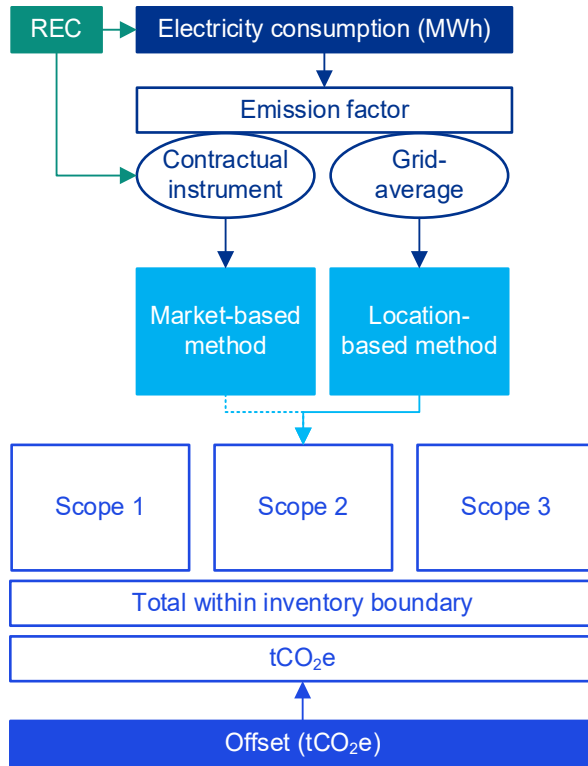 REC
Electricity consumption (MWh)
Emission factor
Contractual
instrument
Grid-
average
Market-based
method
Location-
based method
Scope 1
Scope 2
Scope 3
Total within inventory boundary
tCO₂e
Offset (tCO₂e)